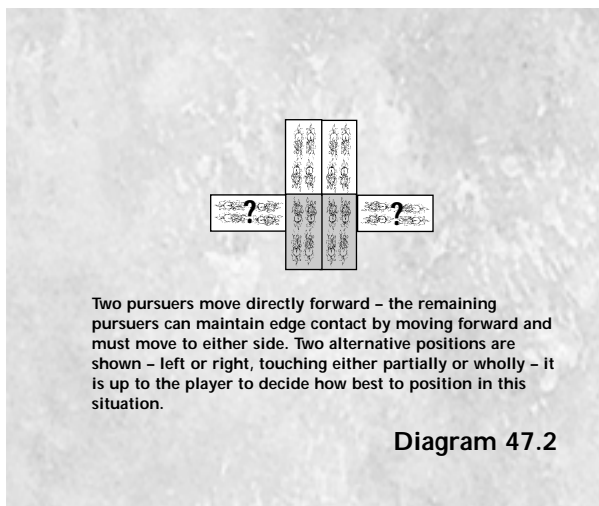 ? ?
Two pursuers move directly forward – the remaining
pursuers can maintain edge contact by moving forward and
must move to either side. Two alternative positions are
shown – left or right, touching either partially or wholly – it
is up to the player to decide how best to position in this
situation.
Diagram 47.2